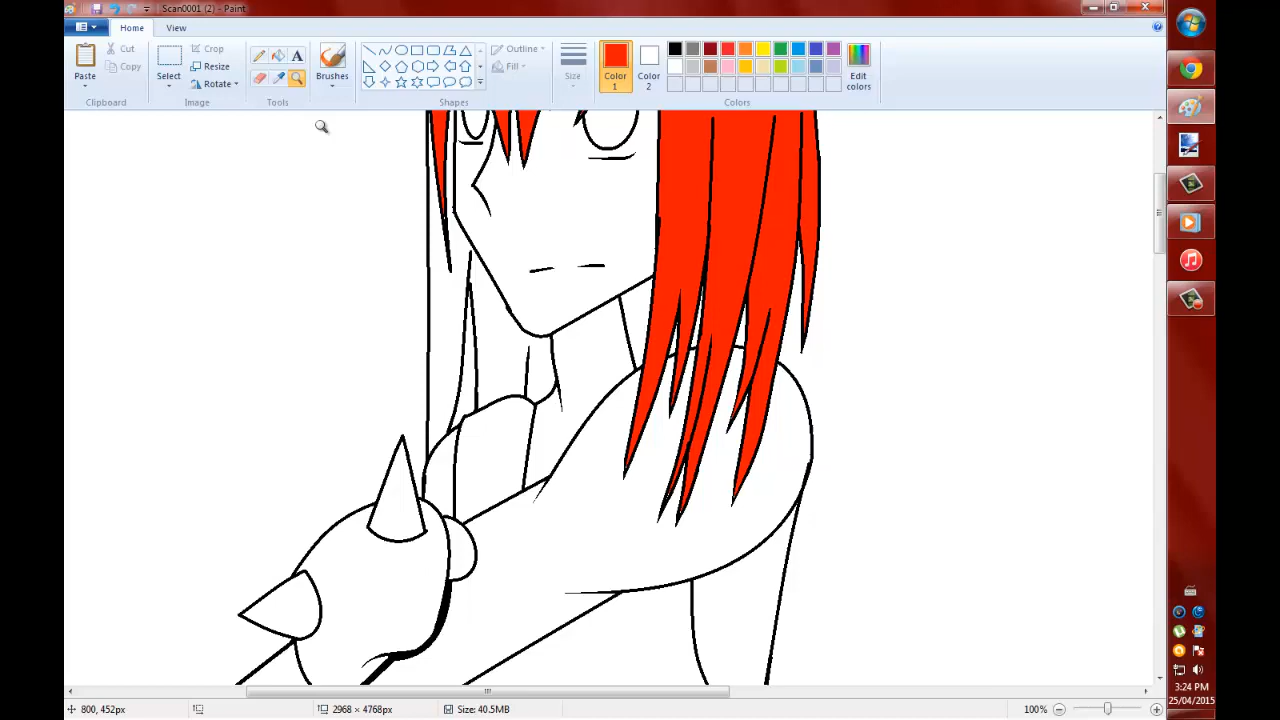 Scan0001 (2) - Paint
Home View
Paste
Cut
Copy
Clipboard
Select
Crop
Resize
Rotate
Image
A
Tools
Brushes
Outline
Fill
Shapes
Size
Color 1
Color 2
Edit colors
Colors
800, 452px
2968 × 4768px
Size: 40.5MB
100%
3:24 PM
25/04/2015